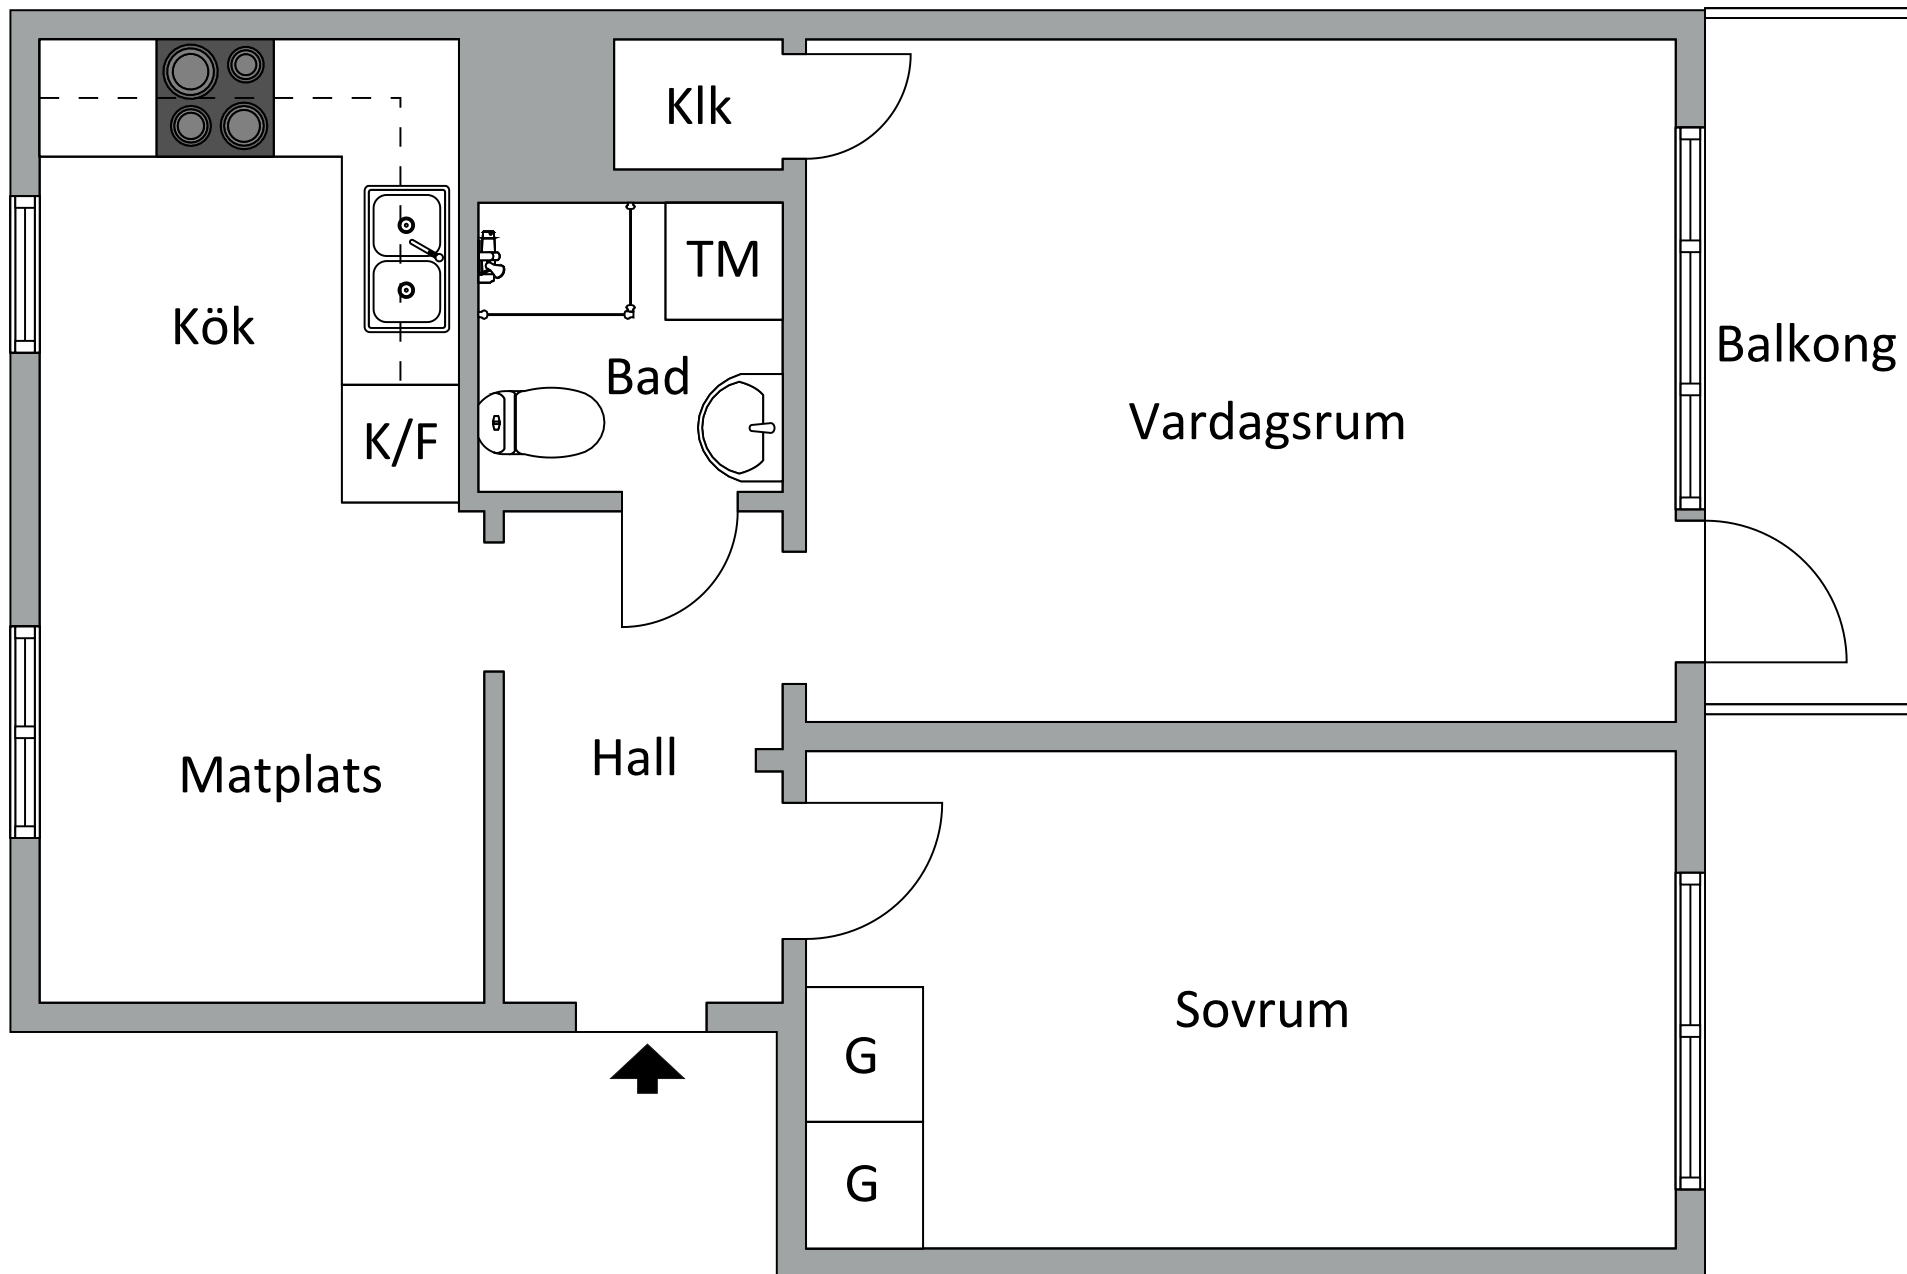 Klk
TM
Kök
Bad
Balkong
K/F
Vardagsrum
Hall
Matplats
Sovrum
G
G